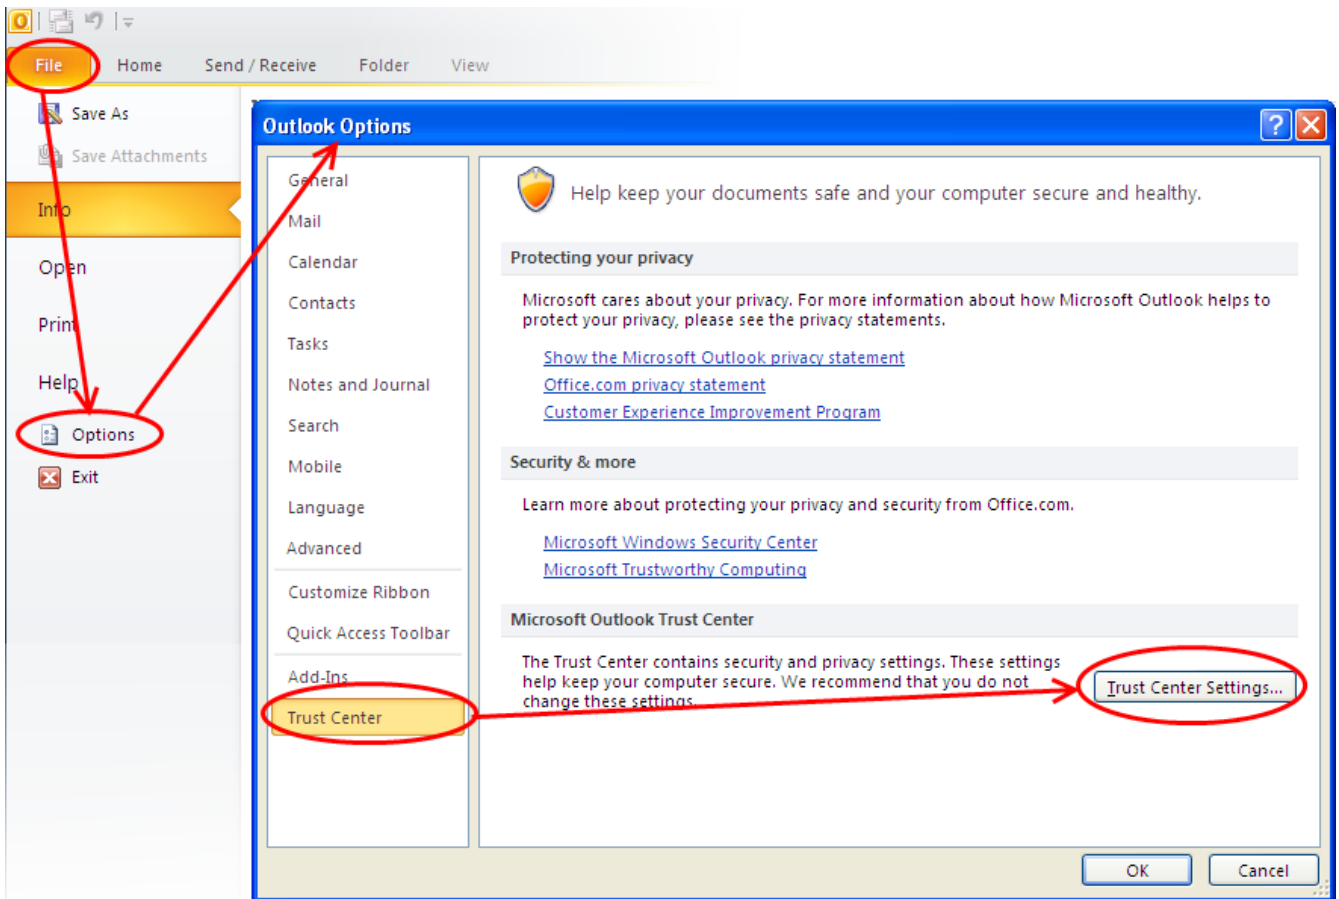 File Home Send / Receive Folder View
Save As
Save Attachments
Info
Open
Print
Help
Options
Exit
Outlook Options
General
Mail
Calendar
Contacts
Tasks
Notes and Journal
Search
Mobile
Language
Advanced
Customize Ribbon
Quick Access Toolbar
Add-Ins
Trust Center
Help keep your documents safe and your computer secure and healthy.
Protecting your privacy
Microsoft cares about your privacy. For more information about how Microsoft Outlook helps to
protect your privacy, please see the privacy statements.
Show the Microsoft Outlook privacy statement
Office.com privacy statement
Customer Experience Improvement Program
Security & more
Learn more about protecting your privacy and security from Office.com.
Microsoft Windows Security Center
Microsoft Trustworthy Computing
Microsoft Outlook Trust Center
The Trust Center contains security and privacy settings. These settings
help keep your computer secure. We recommend that you do not
change these settings.
Trust Center Settings...
OK Cancel